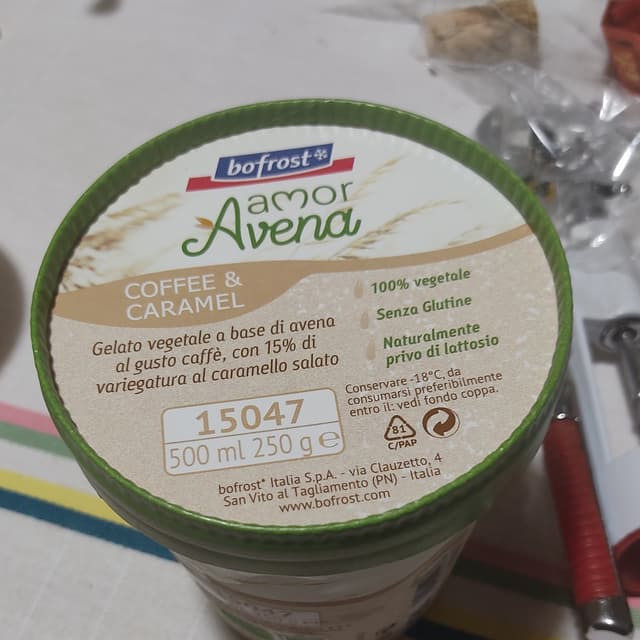 bofrost*
amor
Avena
COFFEE &
CARAMEL
Gelato vegetale a base di avena
al gusto caffè, con 15% di
variegatura al caramello salato
100% vegetale
Senza Glutine
Naturalmente
privo di lattosio
Conservare -18°C, da
consumarsi preferibilmente
entro il: vedi fondo coppa.
15047
500 ml 250 g e
81
C/PAP
bofrost* Italia S.p.A. - via Clauzetto, 4
San Vito al Tagliamento (PN) - Italia
www.bofrost.com